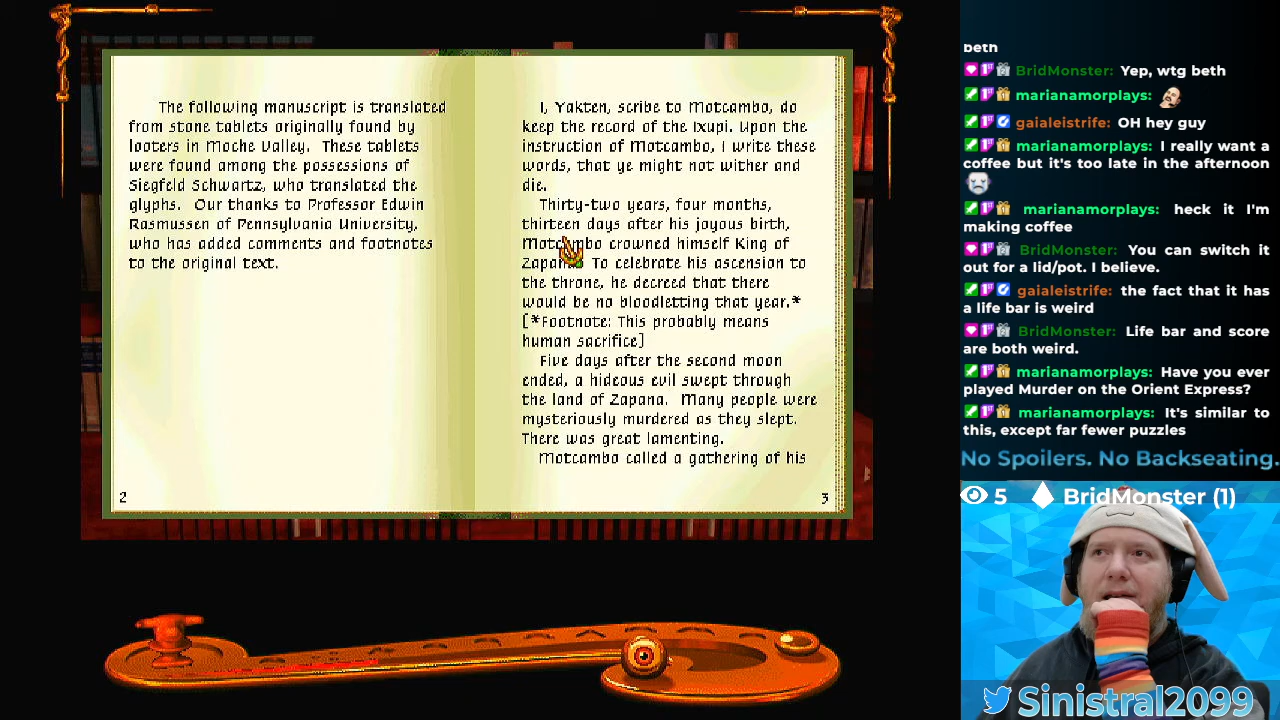 The following manuscript is translated
from stone tablets originally found by
looters in Moche Valley. These tablets
were found among the possessions of
Siegfeld Schwartz, who translated the
glyphs. Our thanks to Professor Edwin
Rasmussen of Pennsylvania University,
who has added comments and footnotes
to the original text.
2
I, Yakten, scribe to Motcambo, do
keep the record of the Ixupi. Upon the
instruction of Motcambo, I write these
words, that ye might not wither and
die.
Thirty-two years, four months,
thirteen days after his joyous birth,
Motcambo crowned himself King of
Zapana. To celebrate his ascension to
the throne, he decreed that there
would be no bloodletting that year.*
[*Footnote: This probably means
human sacrifice]
Five days after the second moon
ended, a hideous evil swept through
the land of Zapana. Many people were
mysteriously murdered as they slept.
There was great lamenting.
Motcambo called a gathering of his
3
beth
BridMonster: Yep, wtg beth
marianamorplays:
gaialeistrife: OH hey guy
marianamorplays: I really want a
coffee but it's too late in the afternoon
marianamorplays: heck it I'm
making coffee
BridMonster: You can switch it
out for a lid/pot. I believe.
gaialeistrife: the fact that it has
a life bar is weird
BridMonster: Life bar and score
are both weird.
marianamorplays: Have you ever
played Murder on the Orient Express?
marianamorplays: It's similar to
this, except far fewer puzzles
No Spoilers. No Backseating.
5 BridMonster (1)
Sinistral2099